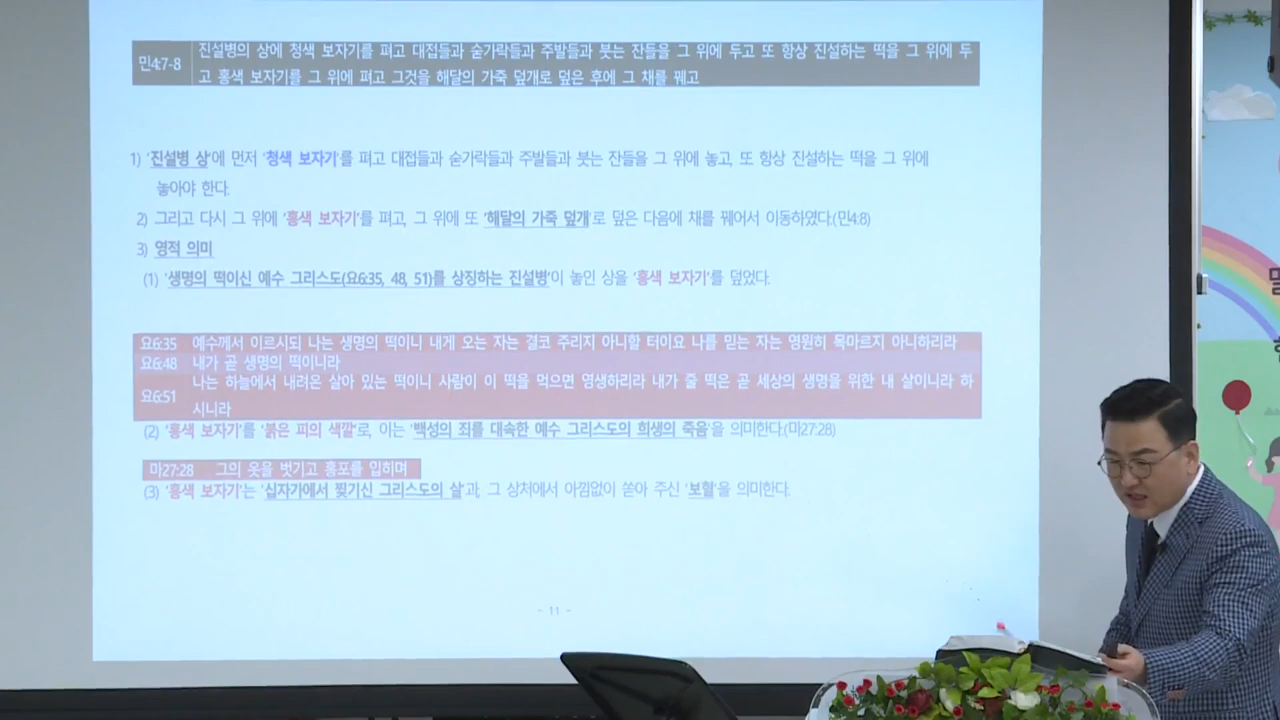 진설병의 상에 청색 보자기를 펴고 대접들과 숟가락들과 주발들과 붓는 잔들을 그 위에 두고 또 항상 진설하는 떡을 그 위에 두
민4:7-8
고 홍색 보자기를 그 위에 펴고 그것을 해달의 가죽 덮개로 덮은 후에 그 채를 꿰고
1) '진설병 상'에 먼저 '청색 보자기'를 펴고 대접들과 숟가락들과 주발들과 붓는 잔들을 그 위에 놓고, 또 항상 진설하는 떡을 그 위에
놓아야 한다.
2) 그리고 다시 그 위에 '홍색 보자기'를 펴고, 그 위에 또 '해달의 가죽 덮개'로 덮은 다음에 채를 꿰어서 이동하였다.(민4:8)
3) 영적 의미
(1) '생명의 떡이신 예수 그리스도(요6:35, 48, 51)를 상징하는 진설병'이 놓인 상을 '홍색 보자기'를 덮었다.
요6:35 예수께서 이르시되 나는 생명의 떡이니 내게 오는 자는 결코 주리지 아니할 터이요 나를 믿는 자는 영원히 목마르지 아니하리라
요6:48 내가 곧 생명의 떡이니라
나는 하늘에서 내려온 살아 있는 떡이니 사람이 이 떡을 먹으면 영생하리라 내가 줄 떡은 곧 세상의 생명을 위한 내 살이니라 하
요6:51
시니라
(2) '홍색 보자기'를 '붉은 피의 색깔'로, 이는 '백성의 죄를 대속한 예수 그리스도의 희생의 죽음'을 의미한다.(마27:28)
마27:28 그의 옷을 벗기고 홍포를 입히며
(3) '홍색 보자기'는 '십자가에서 찢기신 그리스도의 살'과, 그 상처에서 아낌없이 쏟아 주신 '보혈'을 의미한다.
- 11 -